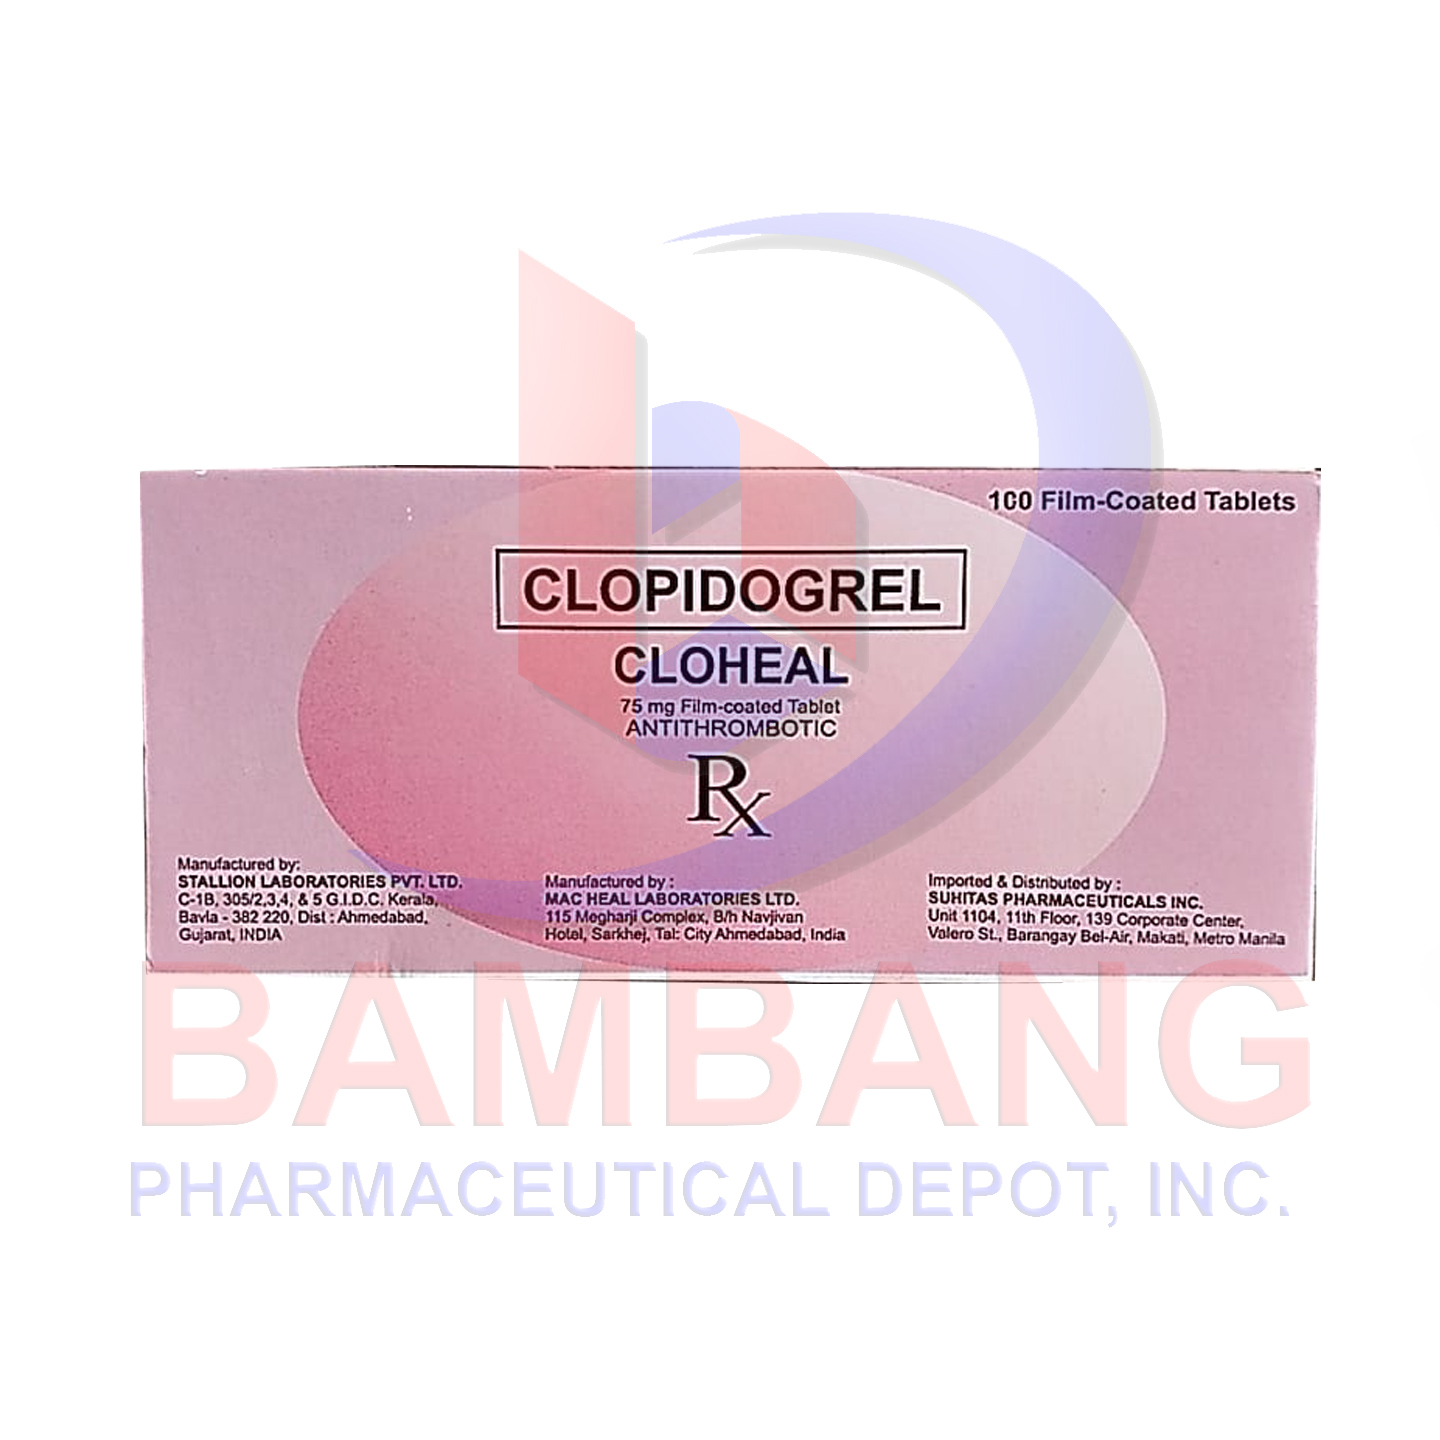 100 Film-Coated Tablets
CLOPIDOGREL
CLOHEAL
75 mg Film-coated Tablet
ANTITHROMBOTIC
Rx
Manufactured by:
STALLION LABORATORIES PVT. LTD.
C-1B, 305/2,3,4, & 5 G.I.D.C. Kerala,
Bavla - 382 220, Dist : Ahmedabad,
Gujarat, INDIA
Manufactured by :
MAC HEAL LABORATORIES LTD.
115 Megharji Complex, B/h Navjivan
Hotel, Sarkhej, Tal: City Ahmedabad, India
Imported & Distributed by :
SUHITAS PHARMACEUTICALS INC.
Unit 1104, 11th Floor, 139 Corporate Center,
Valero St., Barangay Bel-Air, Makati, Metro Manila
BAMBANG
PHARMACEUTICAL DEPOT, INC.